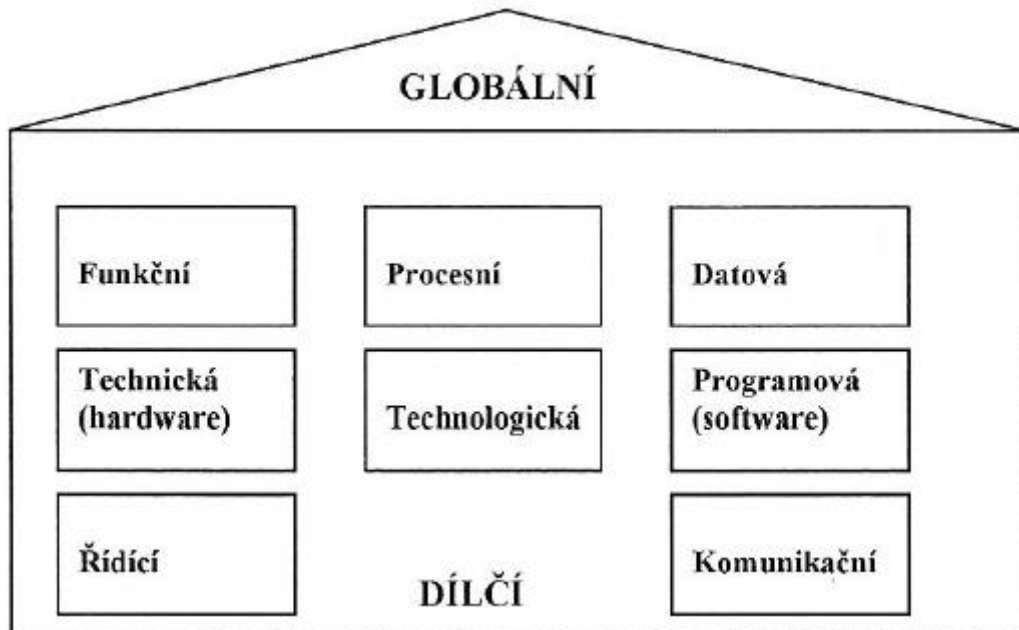 GLOBÁLNÍ
Funkční
Procesní
Datová
Technická
(hardware)
Technologická
Programová
(software)
Řídící
DÍLČÍ
Komunikační